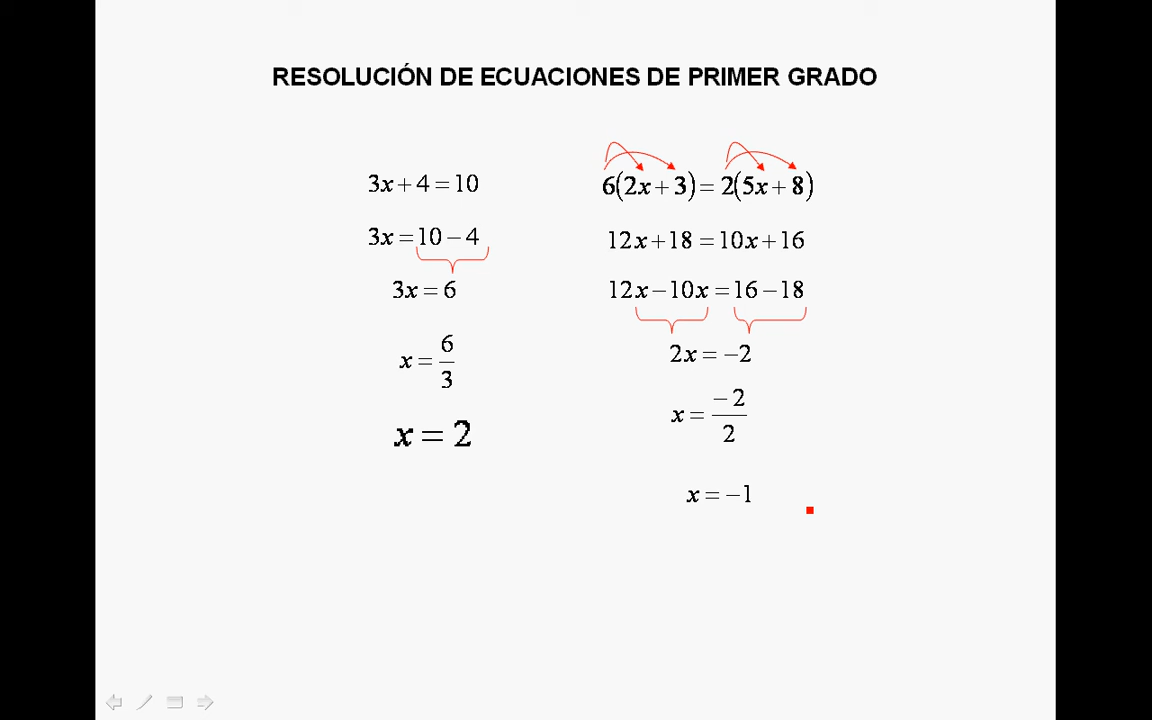 RESOLUCIÓN DE ECUACIONES DE PRIMER GRADO
3x + 4 = 10
3x = 10 − 4
3x = 6
x = 6/3
x = 2
6(2x + 3) = 2(5x + 8)
12x + 18 = 10x + 16
12x − 10x = 16 − 18
2x = −2
x = −2/2
x = −1